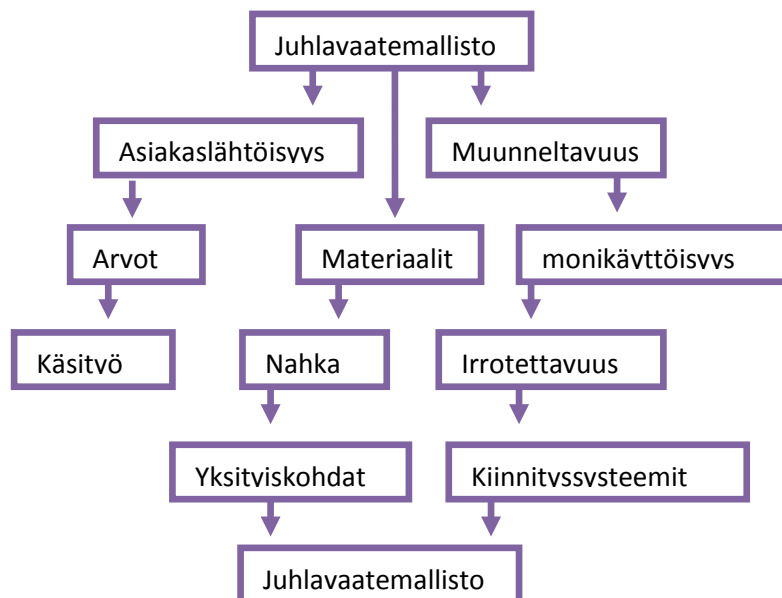 Juhlavaatemallisto
Asiakaslähtöisyys
Muunneltavuus
Arvot
Materiaalit
monikäyttöisyys
Käsityö
Nahka
Irrotettavuus
Yksityiskohdat
Kiinnityssysteemit
Juhlavaatemallisto